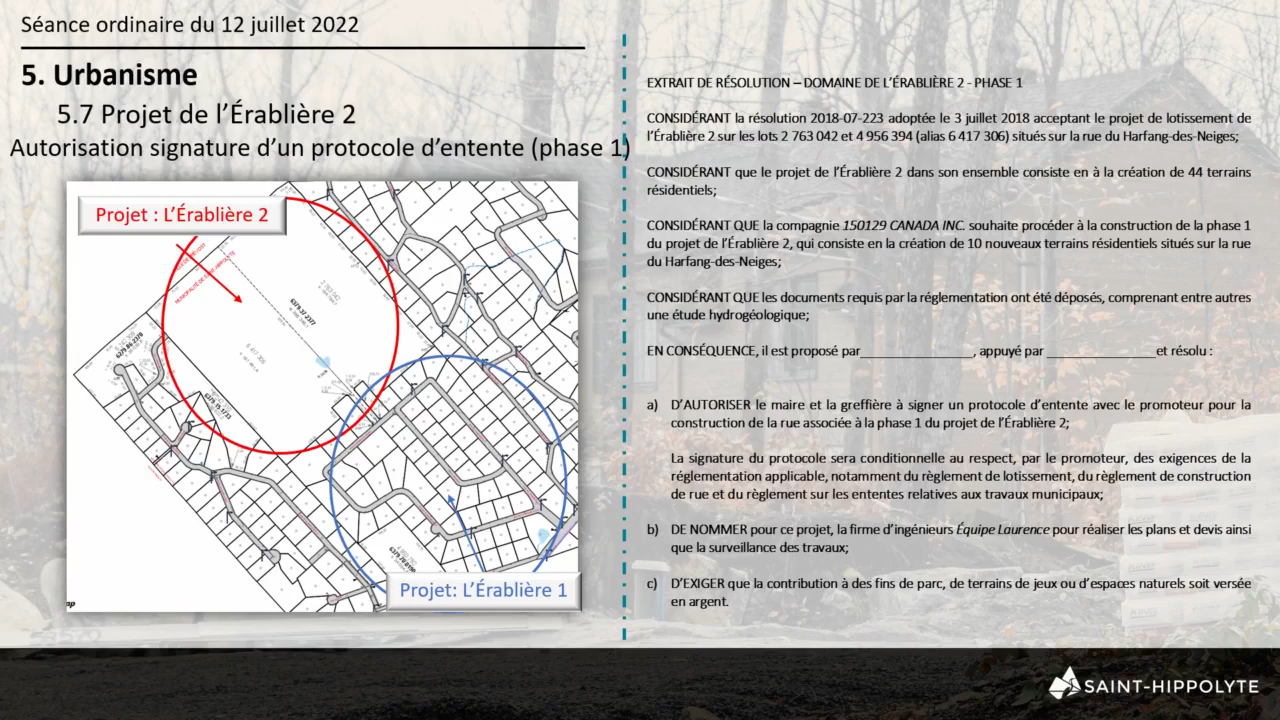 Séance ordinaire du 12 juillet 2022
5. Urbanisme
5.7 Projet de l'Érablière 2
Autorisation signature d'un protocole d'entente (phase 1)
Projet : L'Érablière 2
MUNICIPALITÉ DE SAINT-HIPPOLYTE
Projet: L'Érablière 1
EXTRAIT DE RÉSOLUTION – DOMAINE DE L'ÉRABLIÈRE 2 - PHASE 1
CONSIDÉRANT la résolution 2018-07-223 adoptée le 3 juillet 2018 acceptant le projet de lotissement de
l'Érablière 2 sur les lots 2 763 042 et 4 956 394 (alias 6 417 306) situés sur la rue du Harfang-des-Neiges;
CONSIDÉRANT que le projet de l'Érablière 2 dans son ensemble consiste en à la création de 44 terrains
résidentiels;
CONSIDÉRANT QUE la compagnie 150129 CANADA INC. souhaite procéder à la construction de la phase 1
du projet de l'Érablière 2, qui consiste en la création de 10 nouveaux terrains résidentiels situés sur la rue
du Harfang-des-Neiges;
CONSIDÉRANT QUE les documents requis par la réglementation ont été déposés, comprenant entre autres
une étude hydrogéologique;
EN CONSÉQUENCE, il est proposé par_________________, appuyé par ________________et résolu :
a) D'AUTORISER le maire et la greffière à signer un protocole d'entente avec le promoteur pour la
construction de la rue associée à la phase 1 du projet de l'Érablière 2;
La signature du protocole sera conditionnelle au respect, par le promoteur, des exigences de la
réglementation applicable, notamment du règlement de lotissement, du règlement de construction
de rue et du règlement sur les ententes relatives aux travaux municipaux;
b) DE NOMMER pour ce projet, la firme d'ingénieurs Équipe Laurence pour réaliser les plans et devis ainsi
que la surveillance des travaux;
c) D'EXIGER que la contribution à des fins de parc, de terrains de jeux ou d'espaces naturels soit versée
en argent.
SAINT-HIPPOLYTE